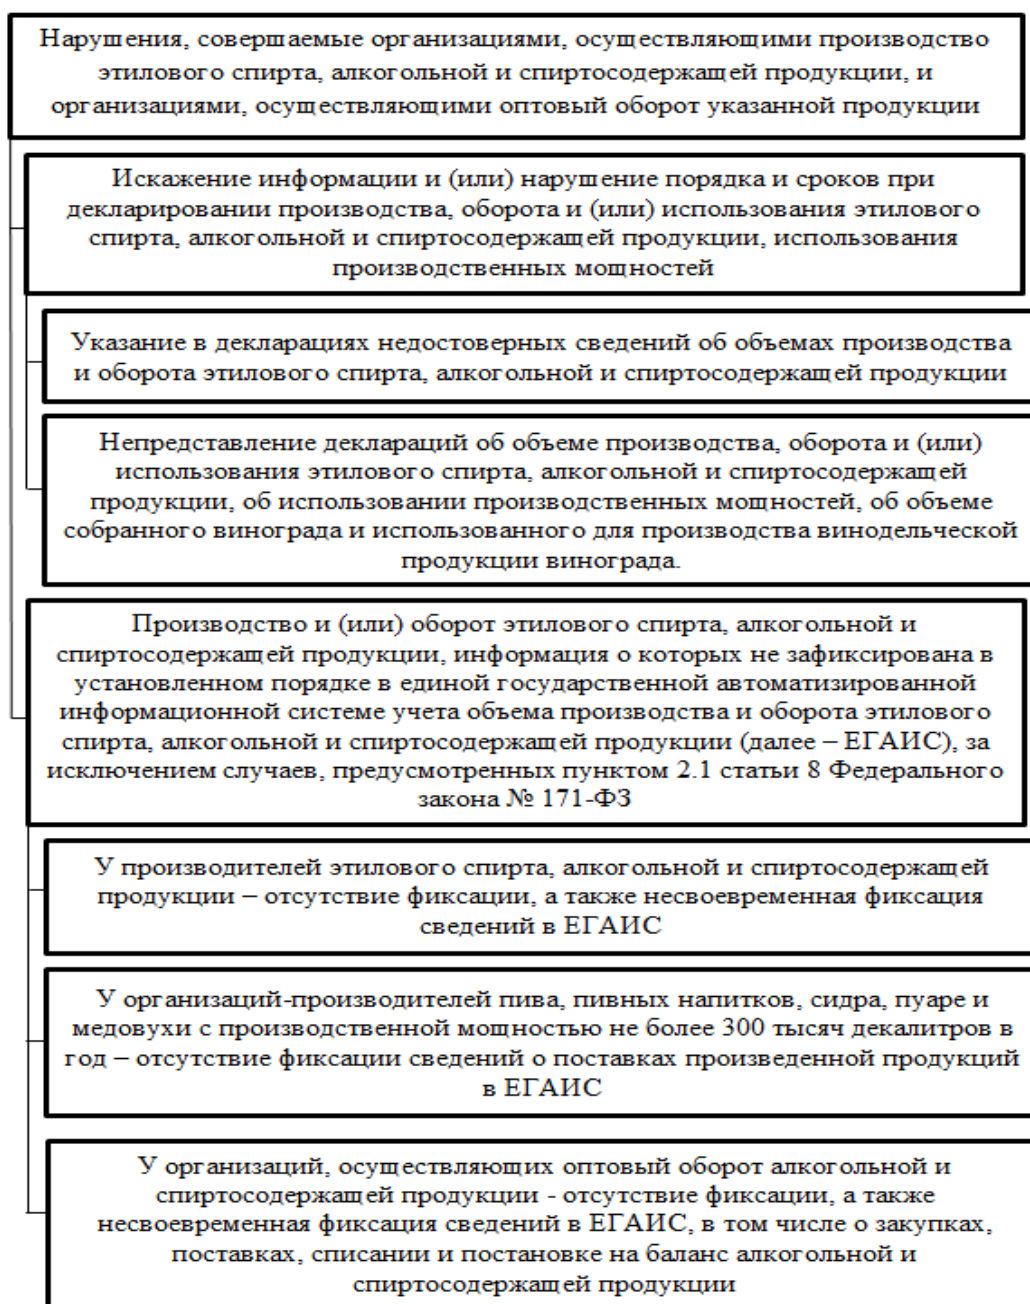 Нарушения, совершаемые организациями, осуществляющими производство
этилового спирта, алкогольной и спиртосодержащей продукции, и
организациями, осуществляющими оптовый оборот указанной продукции
Искажение информации и (или) нарушение порядка и сроков при
декларировании производства, оборота и (или) использования этилового
спирта, алкогольной и спиртосодержащей продукции, использования
производственных мощностей
Указание в декларациях недостоверных сведений об объемах производства
и оборота этилового спирта, алкогольной и спиртосодержащей продукции
Непредставление деклараций об объеме производства, оборота и (или)
использования этилового спирта, алкогольной и спиртосодержащей
продукции, об использовании производственных мощностей, об объеме
собранного винограда и использованного для производства винодельческой
продукции винограда.
Производство и (или) оборот этилового спирта, алкогольной и
спиртосодержащей продукции, информация о которых не зафиксирована в
установленном порядке в единой государственной автоматизированной
информационной системе учета объема производства и оборота этилового
спирта, алкогольной и спиртосодержащей продукции (далее – ЕГАИС), за
исключением случаев, предусмотренных пунктом 2.1 статьи 8 Федерального
закона № 171-ФЗ
У производителей этилового спирта, алкогольной и спиртосодержащей
продукции – отсутствие фиксации, а также несвоевременная фиксация
сведений в ЕГАИС
У организаций-производителей пива, пивных напитков, сидра, пуаре и
медовухи с производственной мощностью не более 300 тысяч декалитров в
год – отсутствие фиксации сведений о поставках произведенной продукций
в ЕГАИС
У организаций, осуществляющих оптовый оборот алкогольной и
спиртосодержащей продукции - отсутствие фиксации, а также
несвоевременная фиксация сведений в ЕГАИС, в том числе о закупках,
поставках, списании и постановке на баланс алкогольной и
спиртосодержащей продукции